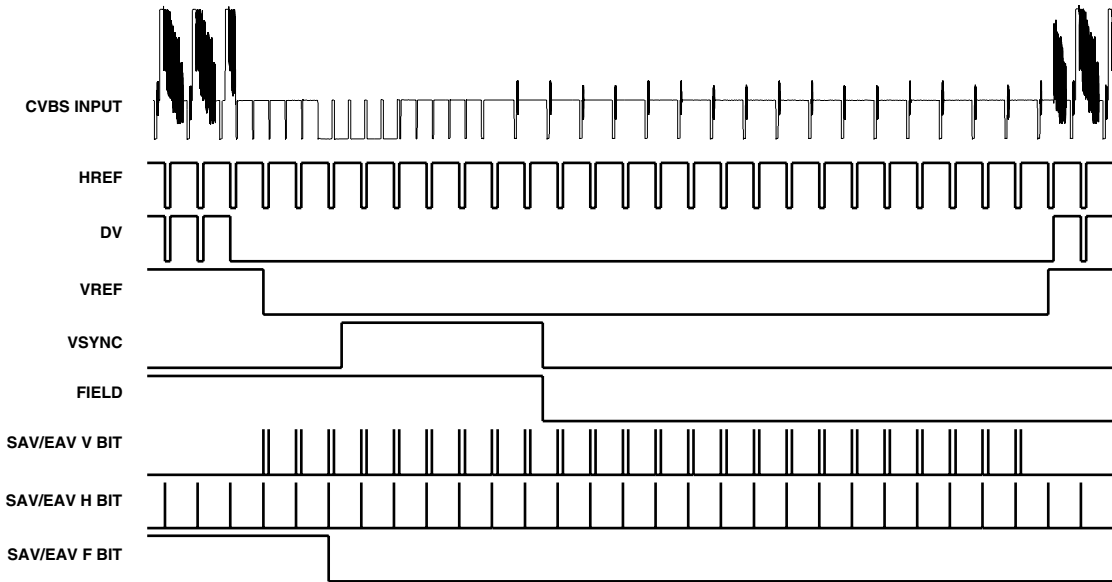 CVBS INPUT
HREF
DV
VREF
VSYNC
FIELD
SAV/EAV V BIT
SAV/EAV H BIT
SAV/EAV F BIT